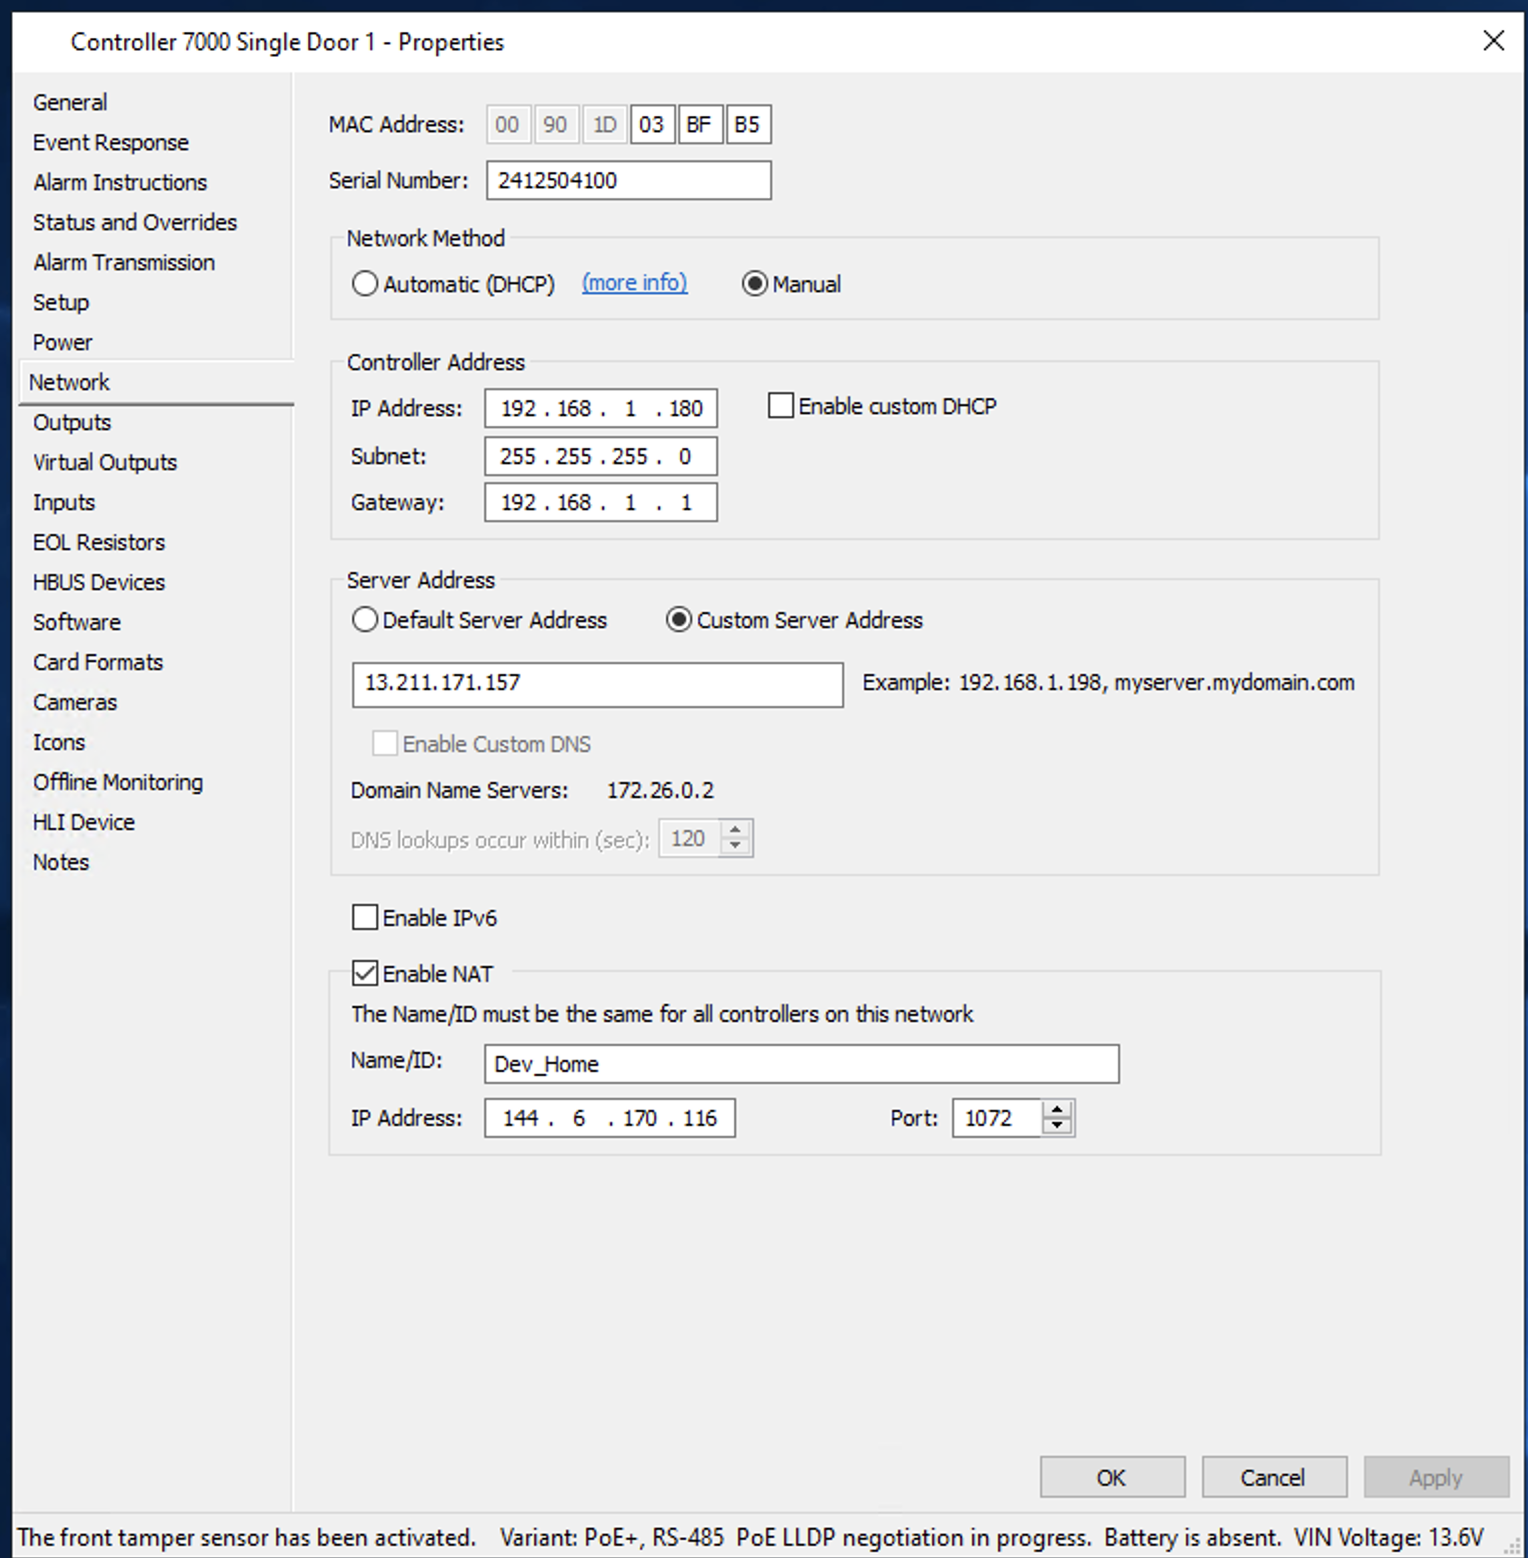 Controller 7000 Single Door 1 - Properties
General
Event Response
Alarm Instructions
Status and Overrides
Alarm Transmission
Setup
Power
Network
Outputs
Virtual Outputs
Inputs
EOL Resistors
HBUS Devices
Software
Card Formats
Cameras
Icons
Offline Monitoring
HLI Device
Notes
MAC Address: 00 90 1D 03 BF B5
Serial Number: 2412504100
Network Method
Automatic (DHCP) (more info) Manual
Controller Address
IP Address: 192 . 168 . 1 . 180 Enable custom DHCP
Subnet: 255 . 255 . 255 . 0
Gateway: 192 . 168 . 1 . 1
Server Address
Default Server Address Custom Server Address
13.211.171.157 Example: 192.168.1.198, myserver.mydomain.com
Enable Custom DNS
Domain Name Servers: 172.26.0.2
DNS lookups occur within (sec): 120
Enable IPv6
Enable NAT
The Name/ID must be the same for all controllers on this network
Name/ID: Dev_Home
IP Address: 144 . 6 . 170 . 116 Port: 1072
OK Cancel Apply
The front tamper sensor has been activated. Variant: PoE+, RS-485 PoE LLDP negotiation in progress. Battery is absent. VIN Voltage: 13.6V